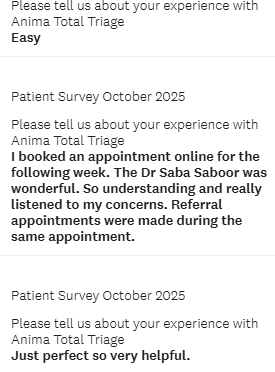 Please tell us about your experience with
Anima Total Triage
Easy
Patient Survey October 2025
Please tell us about your experience with
Anima Total Triage
I booked an appointment online for the
following week. The Dr Saba Saboor was
wonderful. So understanding and really
listened to my concerns. Referral
appointments were made during the
same appointment.
Patient Survey October 2025
Please tell us about your experience with
Anima Total Triage
Just perfect so very helpful.